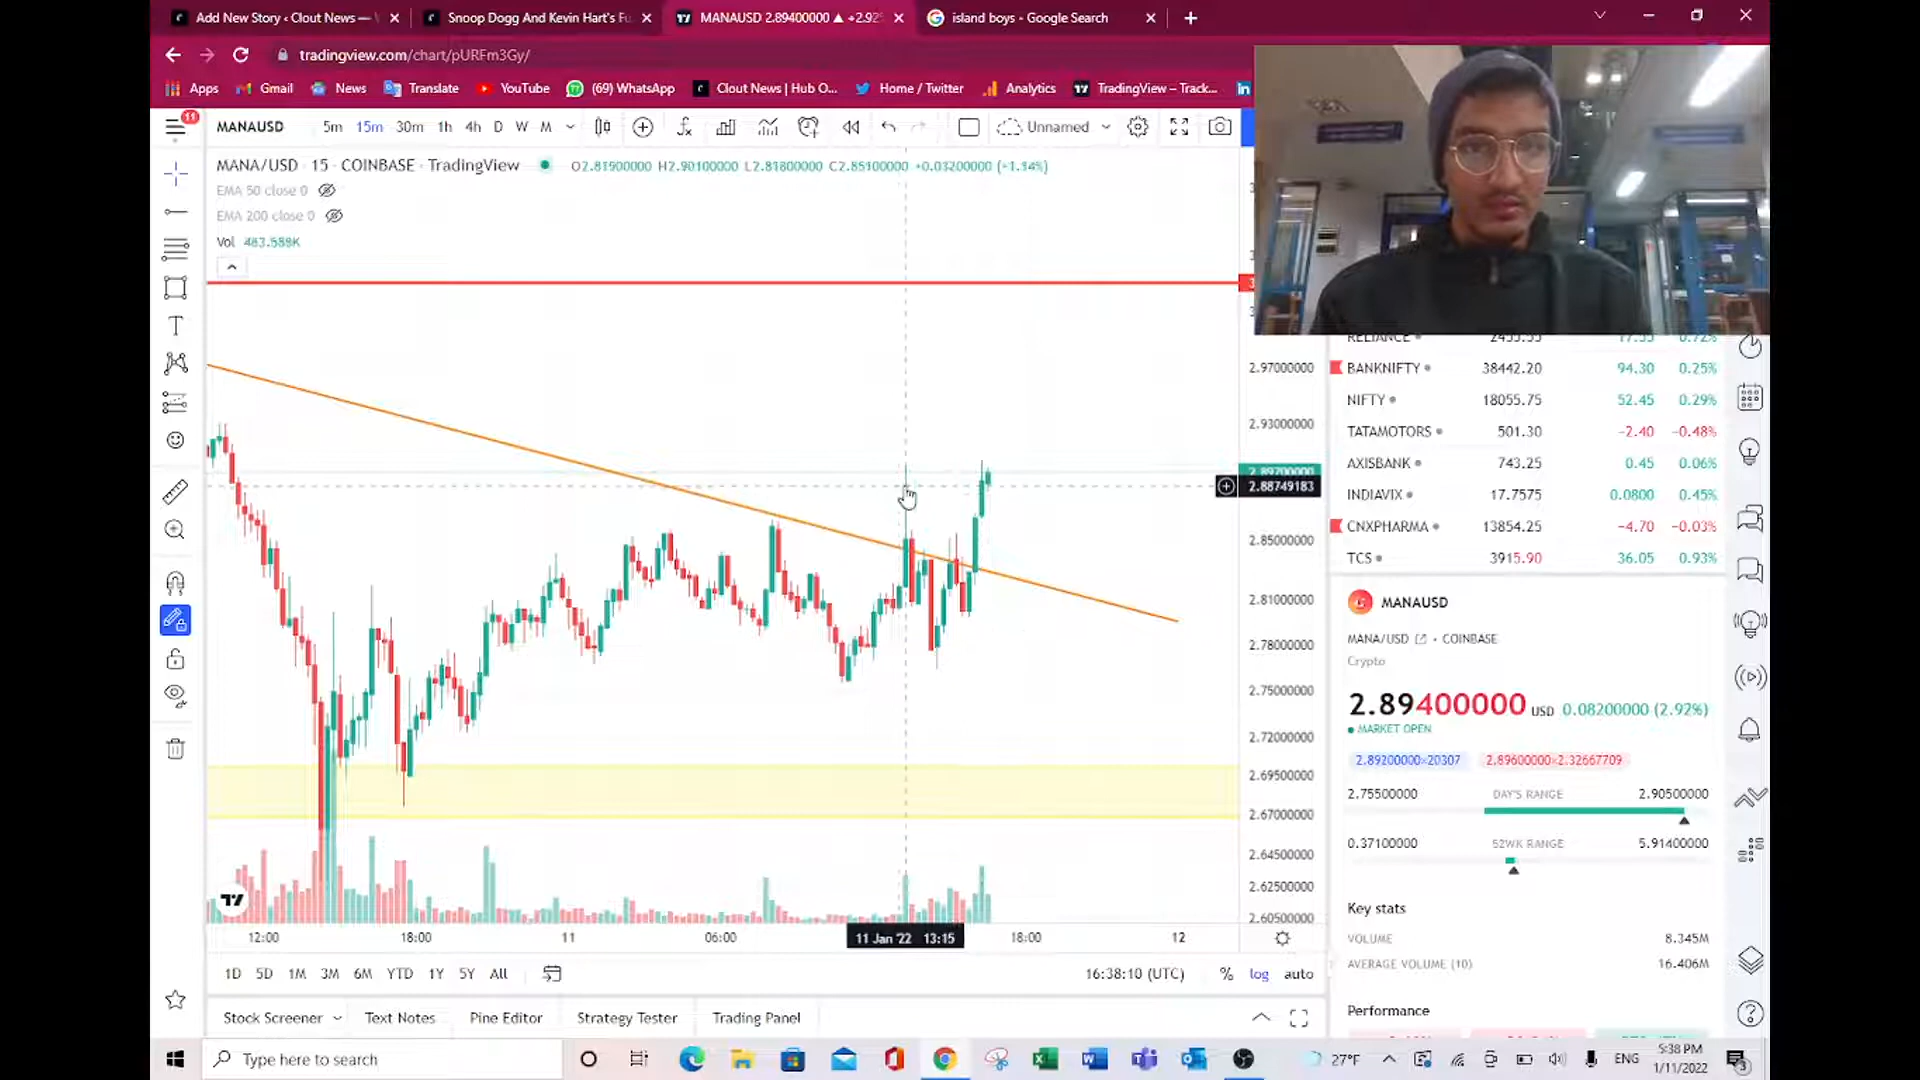 Add New Story ‹ Clout News —
Snoop Dogg And Kevin Hart's Fu
MANAUSD 2.89400000 ▲ +2.92%
island boys - Google Search
tradingview.com/chart/pURFm3Gy/
Apps
Gmail
News
Translate
YouTube
(69) WhatsApp
Clout News | Hub O...
Home / Twitter
Analytics
TradingView – Track...
11
MANAUSD
5m 15m 30m 1h 4h D W M
Unnamed
MANA/USD · 15 · COINBASE · TradingView
O2.81900000 H2.90100000 L2.81800000 C2.85100000 +0.03200000 (+1.14%)
EMA 50 close 0
EMA 200 close 0
Vol 483.588K
2.97000000
2.93000000
2.89700000
2.88749183
2.85000000
2.81000000
2.78000000
2.75000000
2.72000000
2.69500000
2.67000000
2.64500000
2.62500000
2.60500000
12:00
18:00
11
06:00
11 Jan '22 13:15
18:00
12
1D 5D 1M 3M 6M YTD 1Y 5Y All
16:38:10 (UTC)
% log auto
Stock Screener
Text Notes
Pine Editor
Strategy Tester
Trading Panel
RELIANCE 2455.55 17.55 0.72%
BANKNIFTY 38442.20 94.30 0.25%
NIFTY 18055.75 52.45 0.29%
TATAMOTORS 501.30 −2.40 −0.48%
AXISBANK 743.25 0.45 0.06%
INDIAVIX 17.7575 0.0800 0.45%
CNXPHARMA 13854.25 −4.70 −0.03%
TCS 3915.90 36.05 0.93%
MANAUSD
MANA/USD · COINBASE
Crypto
2.89400000 USD 0.08200000 (2.92%)
MARKET OPEN
2.89200000×20307 2.89600000×2.32667709
2.75500000 DAY'S RANGE 2.90500000
0.37100000 52WK RANGE 5.91400000
Key stats
VOLUME 8.345M
AVERAGE VOLUME (10) 16.406M
Performance
Type here to search
27°F
ENG
5:38 PM
1/11/2022
3